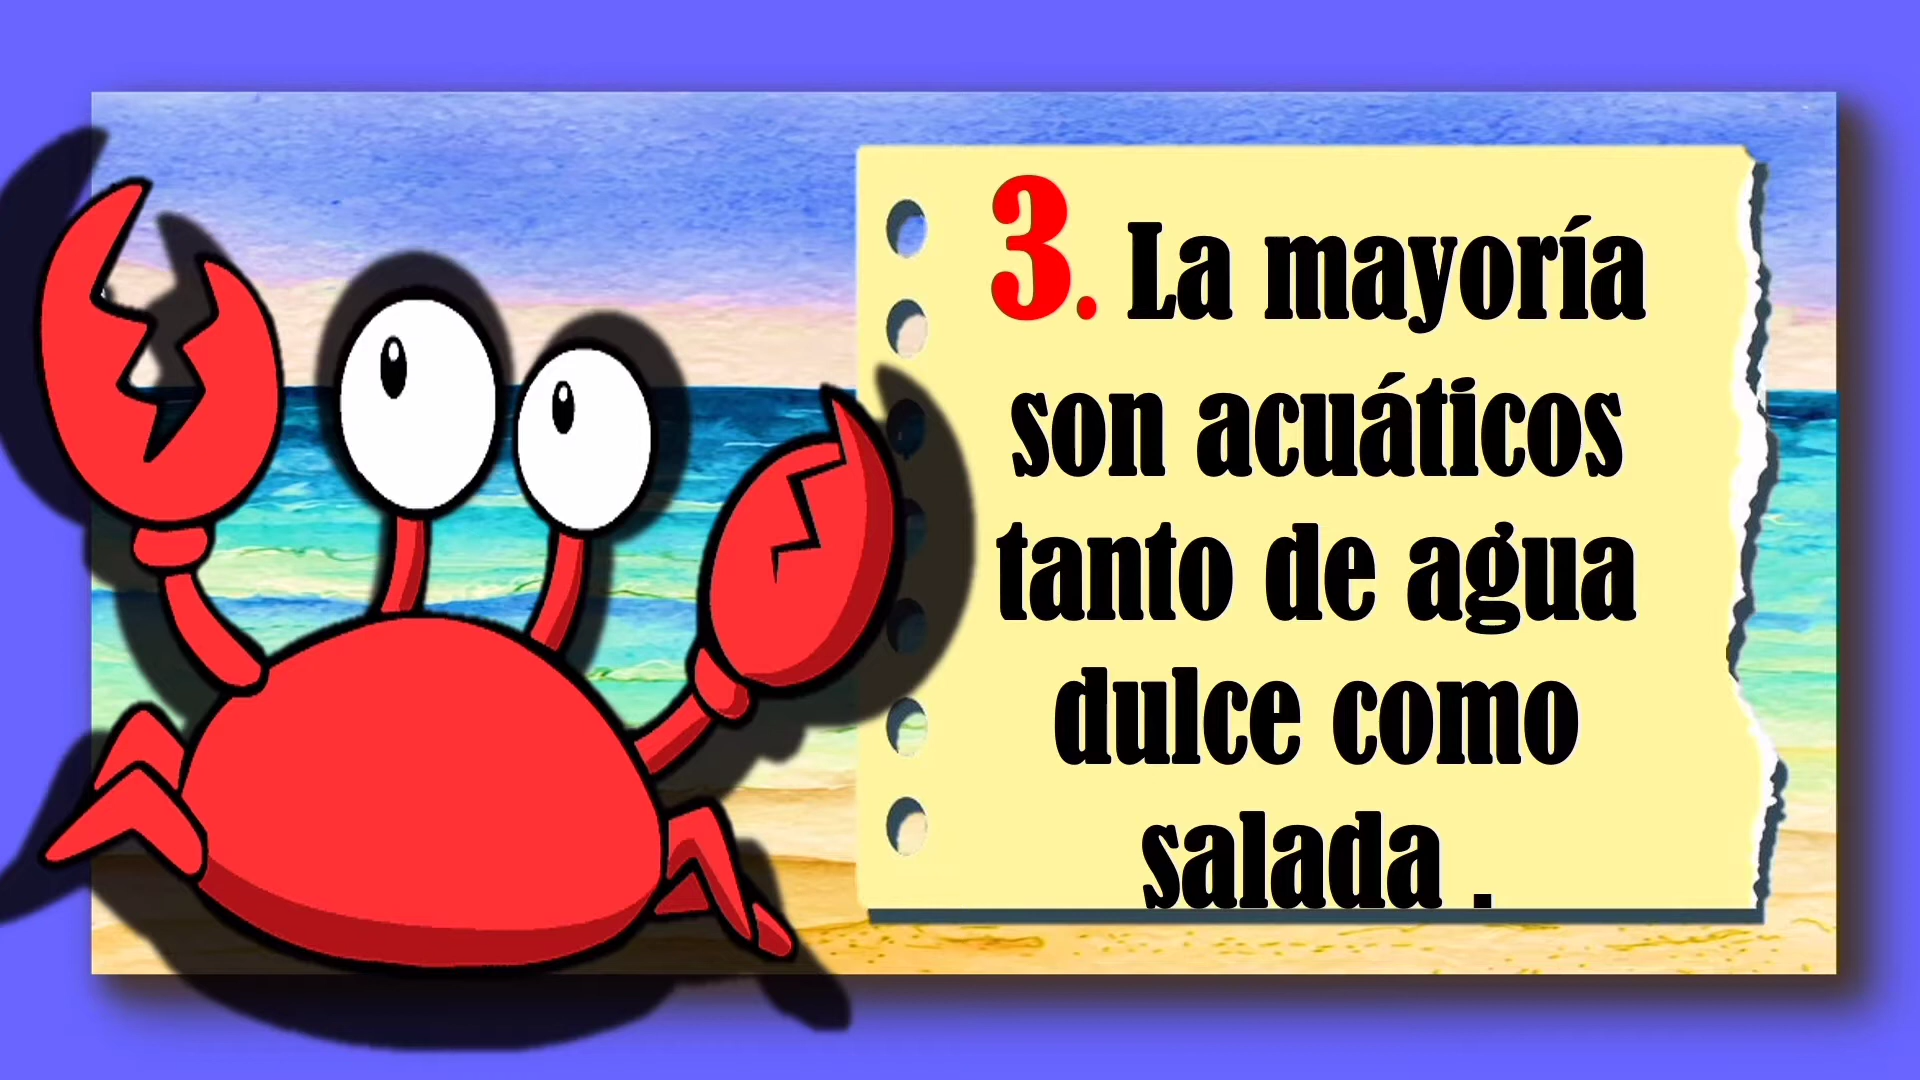 3. La mayoría
son acuáticos
tanto de agua
dulce como
salada .